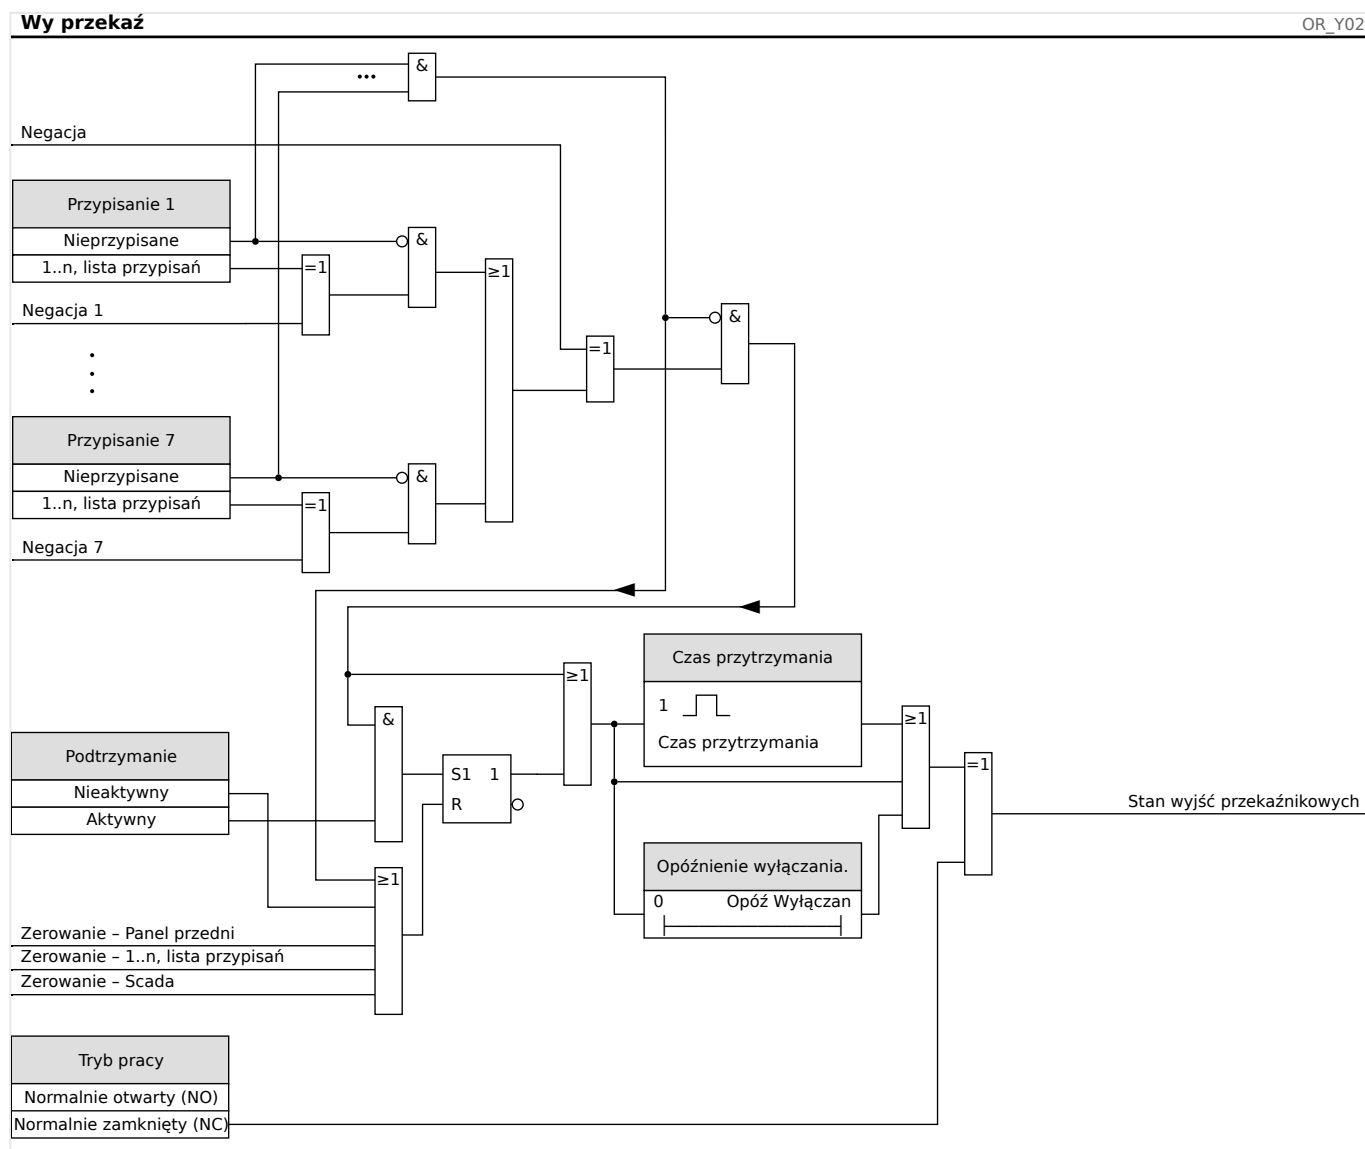 Wy przekaź
OR_Y02
&
Negacja
Przypisanie 1
Nieprzypisane
&
1..n, lista przypisań
=1
≥1
Negacja 1
&
=1
Przypisanie 7
Nieprzypisane
&
1..n, lista przypisań
=1
Negacja 7
Czas przytrzymania
≥1
1
Czas przytrzymania
≥1
&
Podtrzymanie
Nieaktywny
Aktywny
S1 1
R
=1
Stan wyjść przekaźnikowych
Opóźnienie wyłączania.
0 Opóź Wyłączan
≥1
Zerowanie – Panel przedni
Zerowanie – 1..n, lista przypisań
Zerowanie – Scada
Tryb pracy
Normalnie otwarty (NO)
Normalnie zamknięty (NC)